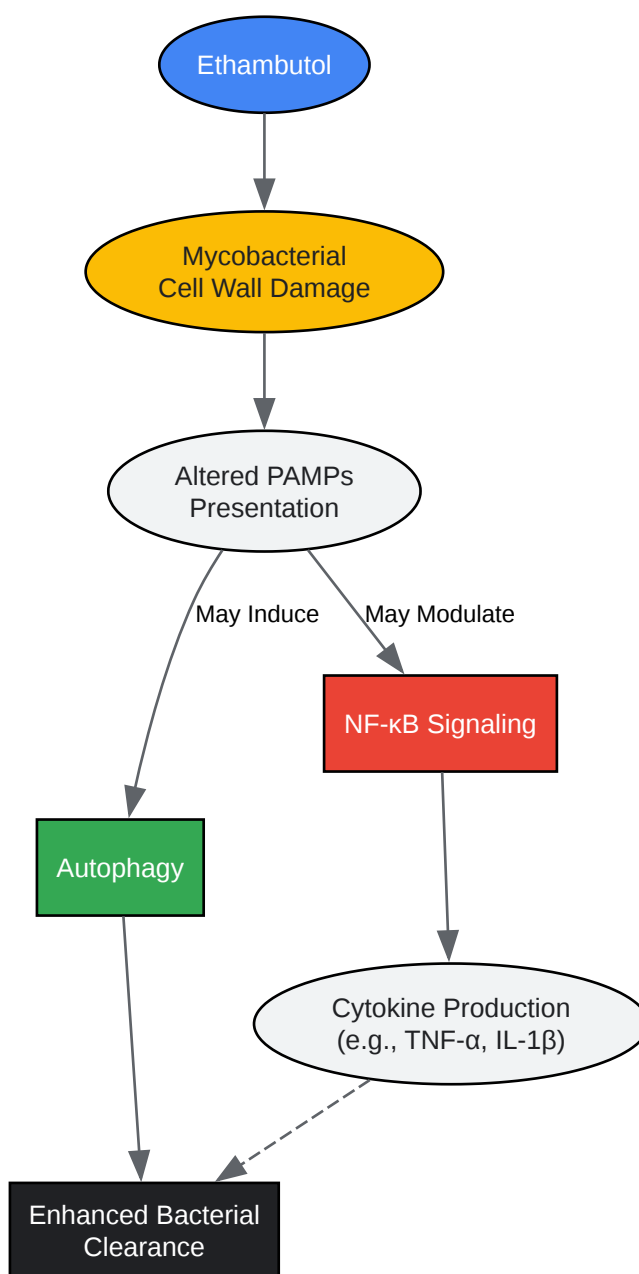 Ethambutol
Mycobacterial
Cell Wall Damage
Altered PAMPs
Presentation
May Induce
May Modulate
NF-κB Signaling
Autophagy
Cytokine Production
(e.g., TNF-α, IL-1β)
Enhanced Bacterial
Clearance